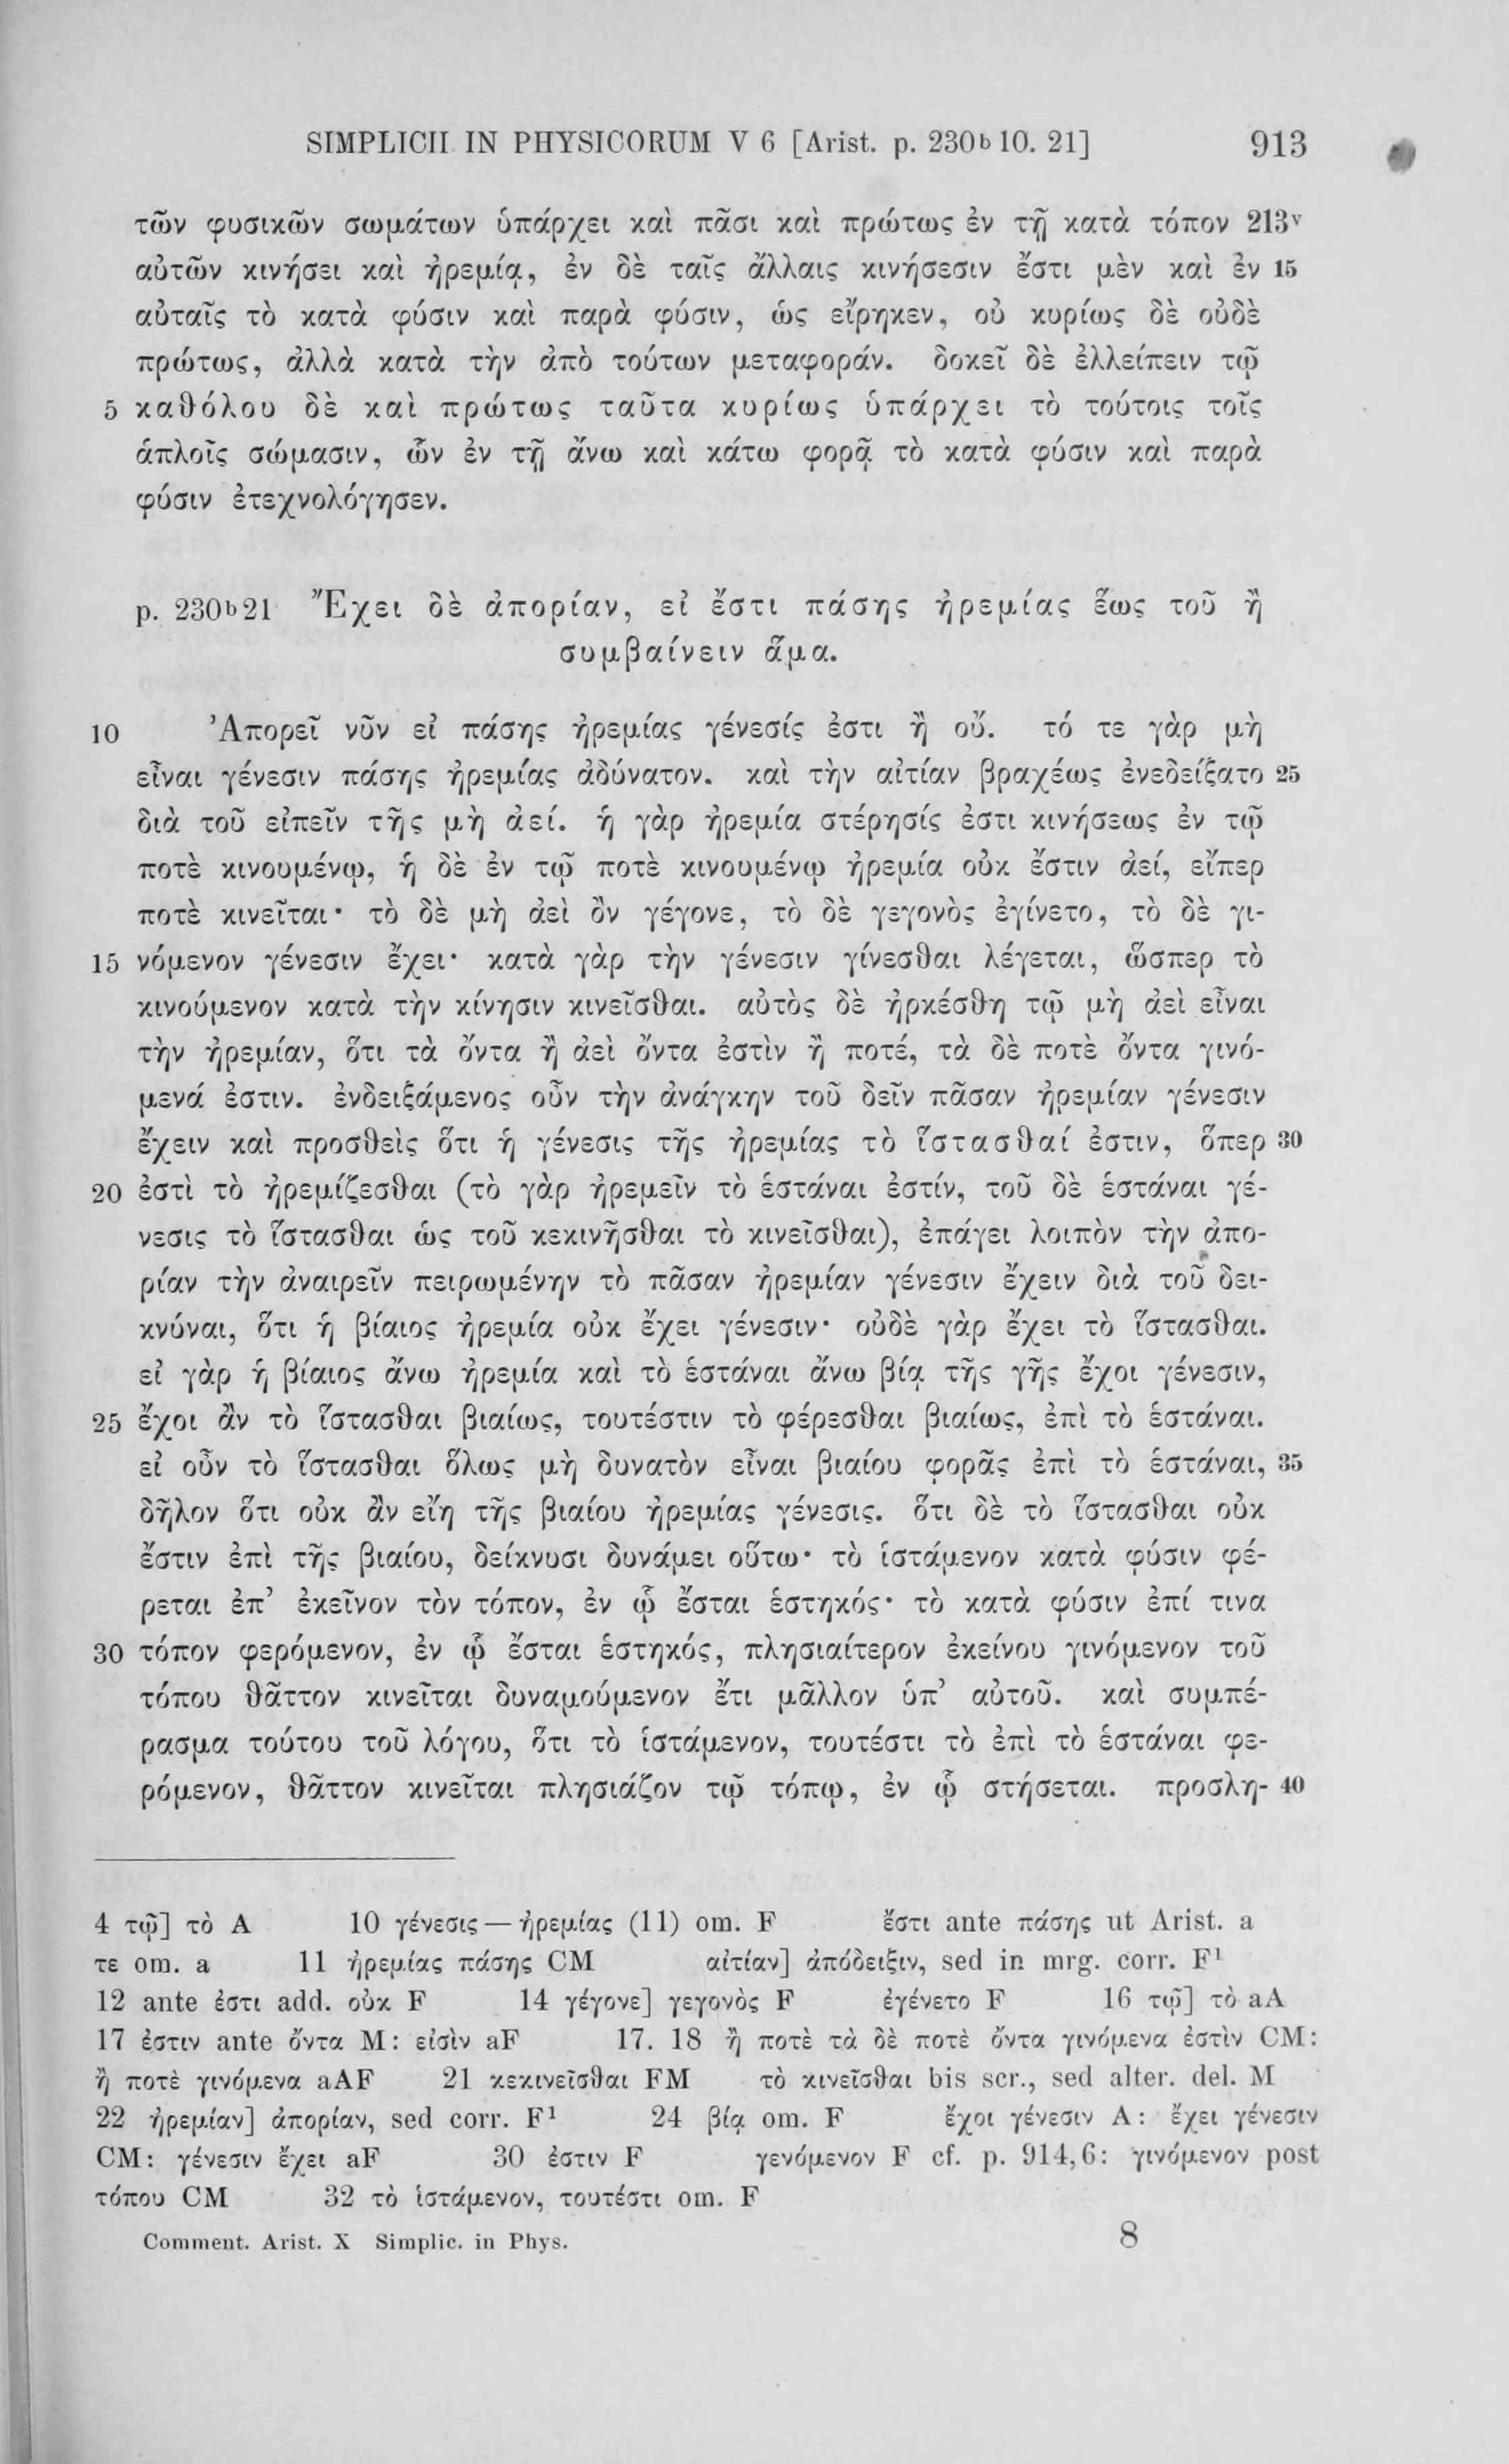 SIMPLICII IN PHYSICORUM V 6 [Arist. p. 230b 10. 21] 913
τῶν φυσικῶν σωμάτων ὑπάρχει καὶ πᾶσι καὶ πρώτως ἐν τῇ κατὰ τόπον 213v
αὐτῶν κινήσει καὶ ἠρεμίᾳ, ἐν δὲ ταῖς ἄλλαις κινήσεσιν ἔστι μὲν καὶ ἐν 15
αὐταῖς τὸ κατὰ φύσιν καὶ παρὰ φύσιν, ὡς εἴρηκεν, οὐ κυρίως δὲ οὐδὲ
πρώτως, ἀλλὰ κατὰ τὴν ἀπὸ τούτων μεταφοράν. δοκεῖ δὲ ἐλλείπειν τῷ
5 καθόλου δὲ καὶ πρώτως ταῦτα κυρίως ὑπάρχει τὸ τούτοις τοῖς
ἁπλοῖς σώμασιν, ὧν ἐν τῇ ἄνω καὶ κάτω φορᾷ τὸ κατὰ φύσιν καὶ παρὰ
φύσιν ἐτεχνολόγησεν.
p. 230b21 Ἔχει δὲ ἀπορίαν, εἰ ἔστι πάσης ἠρεμίας ἕως τοῦ ἢ
συμβαίνειν ἅμα.
10 Ἀπορεῖ νῦν εἰ πάσης ἠρεμίας γένεσίς ἐστι ἢ οὔ. τό τε γὰρ μὴ
εἶναι γένεσιν πάσης ἠρεμίας ἀδύνατον. καὶ τὴν αἰτίαν βραχέως ἐνεδείξατο 25
διὰ τοῦ εἰπεῖν τῆς μὴ ἀεί. ἡ γὰρ ἠρεμία στέρησίς ἐστι κινήσεως ἐν τῷ
ποτὲ κινουμένῳ, ἡ δὲ ἐν τῷ ποτὲ κινουμένῳ ἠρεμία οὐκ ἔστιν ἀεί, εἴπερ
ποτὲ κινεῖται· τὸ δὲ μὴ ἀεὶ ὂν γέγονε, τὸ δὲ γεγονὸς ἐγίνετο, τὸ δὲ γι-
15 νόμενον γένεσιν ἔχει· κατὰ γὰρ τὴν γένεσιν γίνεσθαι λέγεται, ὥσπερ τὸ
κινούμενον κατὰ τὴν κίνησιν κινεῖσθαι. αὐτὸς δὲ ἠρκέσθη τῷ μὴ ἀεὶ εἶναι
τὴν ἠρεμίαν, ὅτι τὰ ὄντα ἢ ἀεὶ ὄντα ἐστὶν ἢ ποτέ, τὰ δὲ ποτὲ ὄντα γινό-
μενά ἐστιν. ἐνδειξάμενος οὖν τὴν ἀνάγκην τοῦ δεῖν πᾶσαν ἠρεμίαν γένεσιν
ἔχειν καὶ προσθεὶς ὅτι ἡ γένεσις τῆς ἠρεμίας τὸ ἵστασθαί ἐστιν, ὅπερ 30
20 ἐστὶ τὸ ἠρεμίζεσθαι (τὸ γὰρ ἠρεμεῖν τὸ ἑστάναι ἐστίν, τοῦ δὲ ἑστάναι γέ-
νεσις τὸ ἵστασθαι ὡς τοῦ κεκινῆσθαι τὸ κινεῖσθαι), ἐπάγει λοιπὸν τὴν ἀπο-
ρίαν τὴν ἀναιρεῖν πειρωμένην τὸ πᾶσαν ἠρεμίαν γένεσιν ἔχειν διὰ τοῦ δει-
κνύναι, ὅτι ἡ βίαιος ἠρεμία οὐκ ἔχει γένεσιν· οὐδὲ γὰρ ἔχει τὸ ἵστασθαι.
εἰ γὰρ ἡ βίαιος ἄνω ἠρεμία καὶ τὸ ἑστάναι ἄνω βίᾳ τῆς γῆς ἔχοι γένεσιν,
25 ἔχοι ἂν τὸ ἵστασθαι βιαίως, τουτέστιν τὸ φέρεσθαι βιαίως, ἐπὶ τὸ ἑστάναι.
εἰ οὖν τὸ ἵστασθαι ὅλως μὴ δυνατὸν εἶναι βιαίου φορᾶς ἐπὶ τὸ ἑστάναι, 35
δῆλον ὅτι οὐκ ἂν εἴη τῆς βιαίου ἠρεμίας γένεσις. ὅτι δὲ τὸ ἵστασθαι οὐκ
ἔστιν ἐπὶ τῆς βιαίου, δείκνυσι δυνάμει οὕτω· τὸ ἱστάμενον κατὰ φύσιν φέ-
ρεται ἐπ’ ἐκεῖνον τὸν τόπον, ἐν ᾧ ἔσται ἑστηκός· τὸ κατὰ φύσιν ἐπί τινα
30 τόπον φερόμενον, ἐν ᾧ ἔσται ἑστηκός, πλησιαίτερον ἐκείνου γινόμενον τοῦ
τόπου θᾶττον κινεῖται δυναμούμενον ἔτι μᾶλλον ὑπ’ αὐτοῦ. καὶ συμπέ-
ρασμα τούτου τοῦ λόγου, ὅτι τὸ ἱστάμενον, τουτέστι τὸ ἐπὶ τὸ ἑστάναι φε-
ρόμενον, θᾶττον κινεῖται πλησιάζον τῷ τόπῳ, ἐν ᾧ στήσεται. προσλη- 40
4 τῷ] τὸ A 10 γένεσις — ἠρεμίας (11) om. F ἔστι ante πάσης ut Arist. a
τε om. a 11 ἠρεμίας πάσης CM αἰτίαν] ἀπόδειξιν, sed in mrg. corr. F1
12 ante ἐστι add. οὐκ F 14 γέγονε] γεγονὸς F ἐγένετο F 16 τῷ] τὸ aA
17 ἐστιν ante ὄντα M: εἰσὶν aF 17. 18 ἢ ποτὲ τὰ δὲ ποτὲ ὄντα γινόμενα ἐστὶν CM:
ἢ ποτὲ γινόμενα aAF 21 κεκινεῖσθαι FM τὸ κινεῖσθαι bis scr., sed alter. del. M
22 ἠρεμίαν] ἀπορίαν, sed corr. F1 24 βίᾳ om. F ἔχοι γένεσιν A: ἔχει γένεσιν
CM: γένεσιν ἔχει aF 30 ἐστιν F γενόμενον F cf. p. 914,6: γινόμενον post
τόπου CM 32 τὸ ἱστάμενον, τουτέστι om. F
Comment. Arist. X Simplic. in Phys. 8